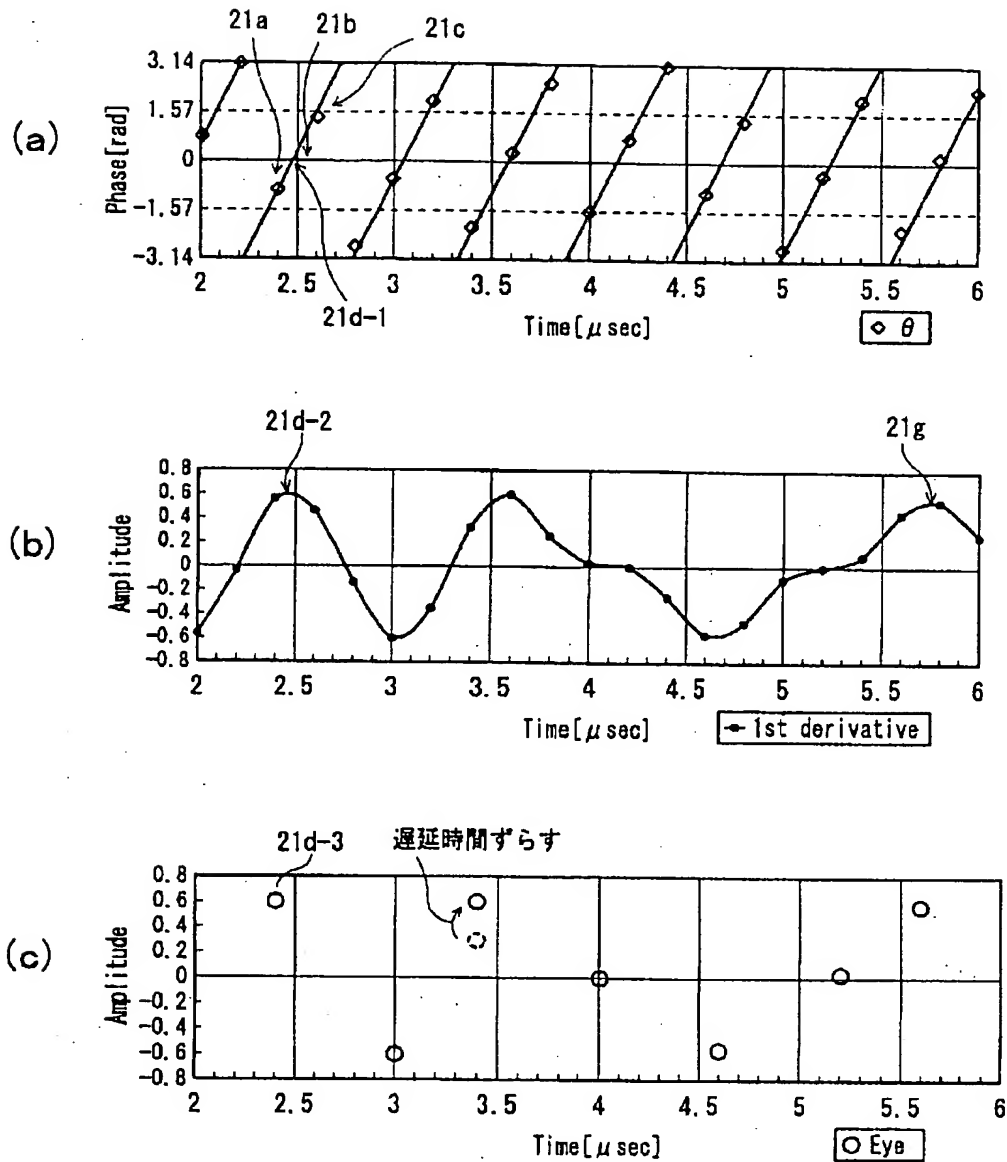 21a 21b 21c
(a)
Phase[rad]
3.14
1.57
0
-1.57
-3.14
2 2.5 3 3.5 4 4.5 5 5.5 6
21d-1
Time[μsec]
◇ θ
21d-2 21g
(b)
Amplitude
0.8
0.6
0.4
0.2
0
-0.2
-0.4
-0.6
-0.8
2 2.5 3 3.5 4 4.5 5 5.5 6
Time[μsec]
1st derivative
21d-3 遅延時間ずらす
(c)
Amplitude
0.8
0.6
0.4
0.2
0
-0.2
-0.4
-0.6
-0.8
2 2.5 3 3.5 4 4.5 5 5.5 6
Time[μsec]
○ Eye